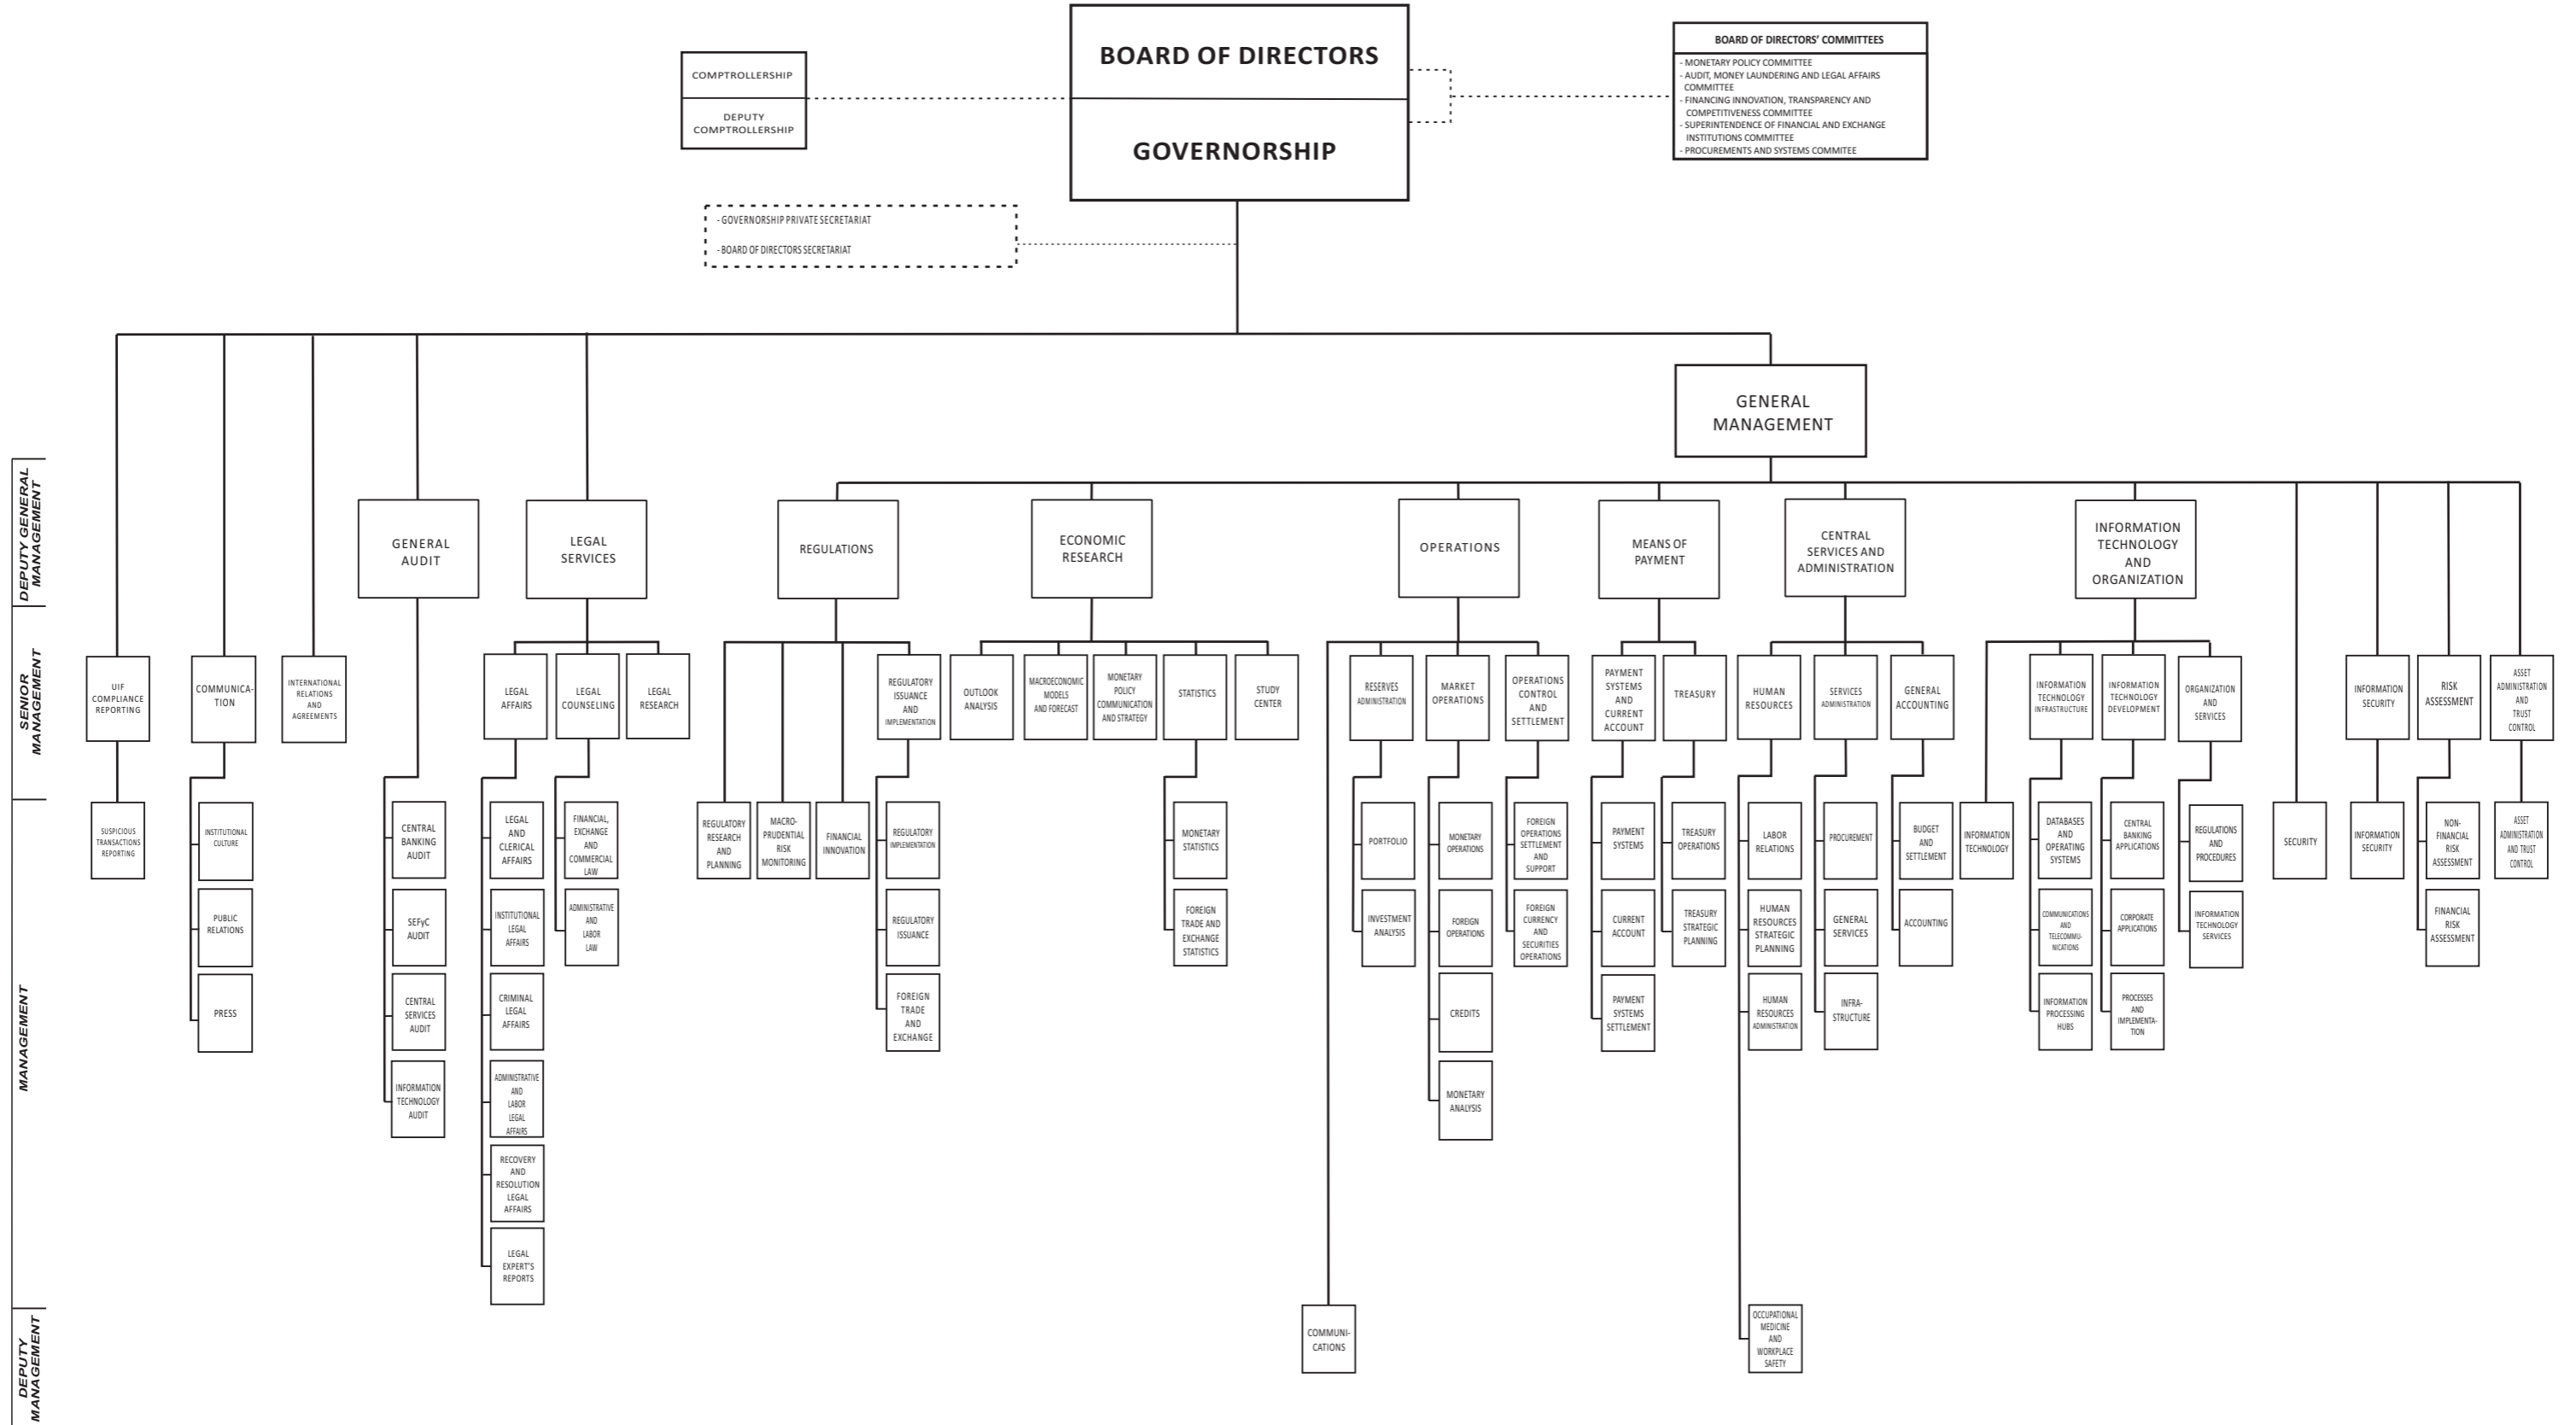 BOARD OF DIRECTORS
GOVERNORSHIP
COMPTROLLERSHIP
DEPUTY
COMPTROLLERSHIP
BOARD OF DIRECTORS' COMMITTEES
- MONETARY POLICY COMMITTEE
- AUDIT, MONEY LAUNDERING AND LEGAL AFFAIRS
COMMITTEE
- FINANCING INNOVATION, TRANSPARENCY AND
COMPETITIVENESS COMMITTEE
- SUPERINTENDENCE OF FINANCIAL AND EXCHANGE
INSTITUTIONS COMMITTEE
- PROCUREMENTS AND SYSTEMS COMMITEE
- GOVERNORSHIP PRIVATE SECRETARIAT
- BOARD OF DIRECTORS SECRETARIAT
GENERAL
MANAGEMENT
DEPUTY GENERAL
MANAGEMENT
GENERAL
AUDIT
LEGAL
SERVICES
REGULATIONS
ECONOMIC
RESEARCH
OPERATIONS
MEANS OF
PAYMENT
CENTRAL
SERVICES AND
ADMINISTRATION
INFORMATION
TECHNOLOGY
AND
ORGANIZATION
SENIOR
MANAGEMENT
UIF
COMPLIANCE
REPORTING
COMMUNICA-
TION
INTERNATIONAL
RELATIONS
AND
AGREEMENTS
LEGAL
AFFAIRS
LEGAL
COUNSELING
LEGAL
RESEARCH
REGULATORY
ISSUANCE
AND
IMPLEMENTATION
OUTLOOK
ANALYSIS
MACROECONOMIC
MODELS
AND FORECAST
MONETARY
POLICY
COMMUNICATION
AND STRATEGY
STATISTICS
STUDY
CENTER
RESERVES
ADMINISTRATION
MARKET
OPERATIONS
OPERATIONS
CONTROL
AND
SETTLEMENT
PAYMENT
SYSTEMS
AND
CURRENT
ACCOUNT
TREASURY
HUMAN
RESOURCES
SERVICES
ADMINISTRATION
GENERAL
ACCOUNTING
INFORMATION
TECHNOLOGY
INFRASTRUCTURE
INFORMATION
TECHNOLOGY
DEVELOPMENT
ORGANIZATION
AND
SERVICES
INFORMATION
SECURITY
RISK
ASSESSMENT
ASSET
ADMINISTRATION
AND
TRUST
CONTROL
MANAGEMENT
SUSPICIOUS
TRANSACTIONS
REPORTING
INSTITUTIONAL
CULTURE
PUBLIC
RELATIONS
PRESS
CENTRAL
BANKING
AUDIT
SEFyC
AUDIT
CENTRAL
SERVICES
AUDIT
INFORMATION
TECHNOLOGY
AUDIT
LEGAL
AND
CLERICAL
AFFAIRS
INSTITUTIONAL
LEGAL
AFFAIRS
CRIMINAL
LEGAL
AFFAIRS
ADMINISTRATIVE
AND
LABOR
LEGAL
AFFAIRS
RECOVERY
AND
RESOLUTION
LEGAL
AFFAIRS
LEGAL
EXPERT'S
REPORTS
FINANCIAL,
EXCHANGE
AND
COMMERCIAL
LAW
ADMINISTRATIVE
AND
LABOR
LAW
REGULATORY
RESEARCH
AND
PLANNING
MACRO-
PRUDENTIAL
RISK
MONITORING
FINANCIAL
INNOVATION
REGULATORY
IMPLEMENTATION
REGULATORY
ISSUANCE
FOREIGN
TRADE
AND
EXCHANGE
MONETARY
STATISTICS
FOREIGN
TRADE AND
EXCHANGE
STATISTICS
PORTFOLIO
INVESTMENT
ANALYSIS
MONETARY
OPERATIONS
FOREIGN
OPERATIONS
CREDITS
MONETARY
ANALYSIS
FOREIGN
OPERATIONS
SETTLEMENT
AND
SUPPORT
FOREIGN
CURRENCY
AND
SECURITIES
OPERATIONS
PAYMENT
SYSTEMS
CURRENT
ACCOUNT
PAYMENT
SYSTEMS
SETTLEMENT
TREASURY
OPERATIONS
TREASURY
STRATEGIC
PLANNING
LABOR
RELATIONS
HUMAN
RESOURCES
STRATEGIC
PLANNING
HUMAN
RESOURCES
ADMINISTRATION
PROCUREMENT
GENERAL
SERVICES
INFRA-
STRUCTURE
BUDGET
AND
SETTLEMENT
ACCOUNTING
INFORMATION
TECHNOLOGY
DATABASES
AND
OPERATING
SYSTEMS
COMMUNICATIONS
AND
TELECOMMU-
NICATIONS
INFORMATION
PROCESSING
HUBS
CENTRAL
BANKING
APPLICATIONS
CORPORATE
APPLICATIONS
PROCESSES
AND
IMPLEMENTA-
TION
REGULATIONS
AND
PROCEDURES
INFORMATION
TECHNOLOGY
SERVICES
SECURITY
INFORMATION
SECURITY
NON-
FINANCIAL
RISK
ASSESSMENT
FINANCIAL
RISK
ASSESSMENT
ASSET
ADMINISTRATION
AND TRUST
CONTROL
DEPUTY
MANAGEMENT
COMMUNI-
CATIONS
OCCUPATIONAL
MEDICINE
AND
WORKPLACE
SAFETY